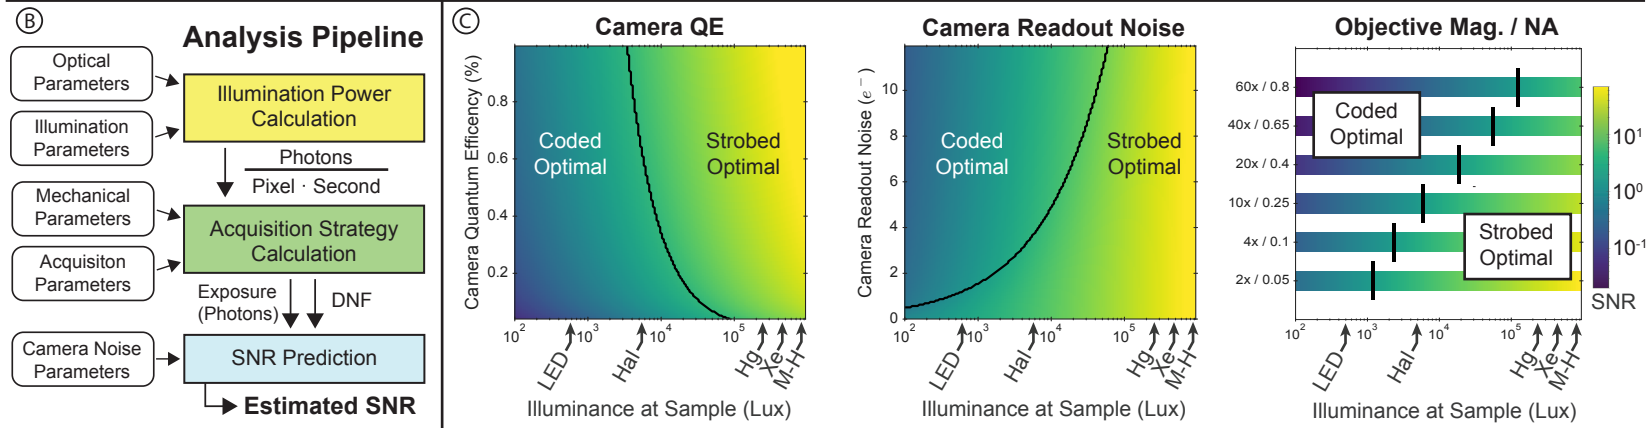 B
Analysis Pipeline
Optical
Parameters
Illumination
Parameters
Mechanical
Parameters
Acquisiton
Parameters
Camera Noise
Parameters
Illumination Power
Calculation
Photons
Pixel · Second
Acquisition Strategy
Calculation
Exposure
(Photons)
DNF
SNR Prediction
Estimated SNR
C
Camera QE
Camera Quantum Efficency (%)
0.8
0.6
0.4
0.2
Coded
Optimal
Strobed
Optimal
10² 10³ 10⁴ 10⁵
LED Hal Hg Xe M-H
Illuminance at Sample (Lux)
Camera Readout Noise
Camera Readout Noise (e⁻)
10
8
6
4
2
0
Coded
Optimal
Strobed
Optimal
10² 10³ 10⁴ 10⁵
LED Hal Hg Xe M-H
Illuminance at Sample (Lux)
Objective Mag. / NA
60x / 0.8
40x / 0.65
20x / 0.4
10x / 0.25
4x / 0.1
2x / 0.05
Coded
Optimal
Strobed
Optimal
10² 10³ 10⁴ 10⁵
LED Hal Hg Xe M-H
Illuminance at Sample (Lux)
10¹
10⁰
10⁻¹
SNR